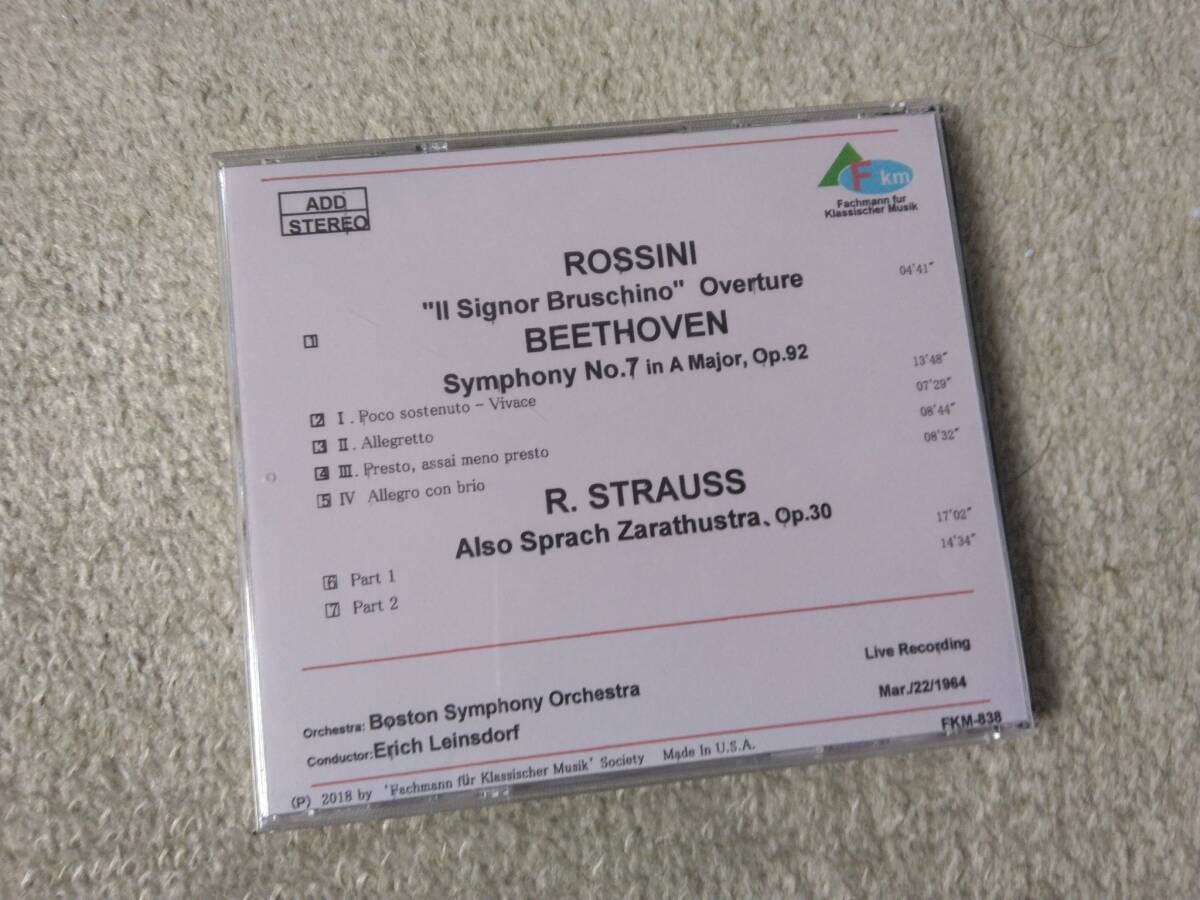 ADD
STEREO
F km
Fachmann fur
Klassischer Musik
ROSSINI
"Il Signor Bruschino" Overture 04'41"
1
BEETHOVEN
Symphony No.7 in A Major, Op.92
2 Ⅰ. Poco sostenuto - Vivace 13'48"
3 Ⅱ. Allegretto 07'29"
4 Ⅲ. Presto, assai meno presto 08'44"
5 Ⅳ Allegro con brio 08'32"
R. STRAUSS
Also Sprach Zarathustra、Op.30
6 Part 1 17'02"
7 Part 2 14'34"
Live Recording
Orchestra: Boston Symphony Orchestra Mar./22/1964
Conductor:Erich Leinsdorf
FKM-838
(P) 2018 by 'Fachmann für Klassischer Musik' Society Made In U.S.A.